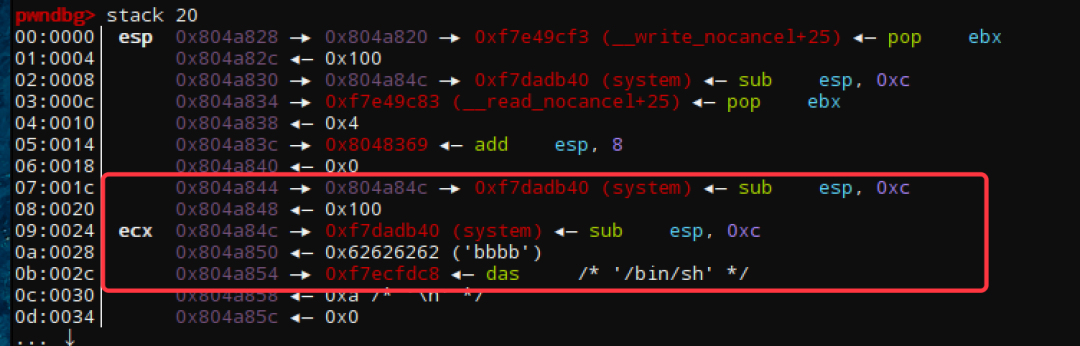 pwndbg> stack 20
00:0000│ esp 0x804a828 —▸ 0x804a820 —▸ 0xf7e49cf3 (__write_nocancel+25) ◂— pop ebx
01:0004│ 0x804a82c ◂— 0x100
02:0008│ 0x804a830 —▸ 0x804a84c —▸ 0xf7dadb40 (system) ◂— sub esp, 0xc
03:000c│ 0x804a834 —▸ 0xf7e49c83 (__read_nocancel+25) ◂— pop ebx
04:0010│ 0x804a838 ◂— 0x4
05:0014│ 0x804a83c —▸ 0x8048369 ◂— add esp, 8
06:0018│ 0x804a840 ◂— 0x0
07:001c│ 0x804a844 —▸ 0x804a84c —▸ 0xf7dadb40 (system) ◂— sub esp, 0xc
08:0020│ 0x804a848 ◂— 0x100
09:0024│ ecx 0x804a84c —▸ 0xf7dadb40 (system) ◂— sub esp, 0xc
0a:0028│ 0x804a850 ◂— 0x62626262 ('bbbb')
0b:002c│ 0x804a854 —▸ 0xf7ecfdc8 ◂— das /* '/bin/sh' */
0c:0030│ 0x804a858 ◂— 0xa /* '\n' */
0d:0034│ 0x804a85c ◂— 0x0
... ↓